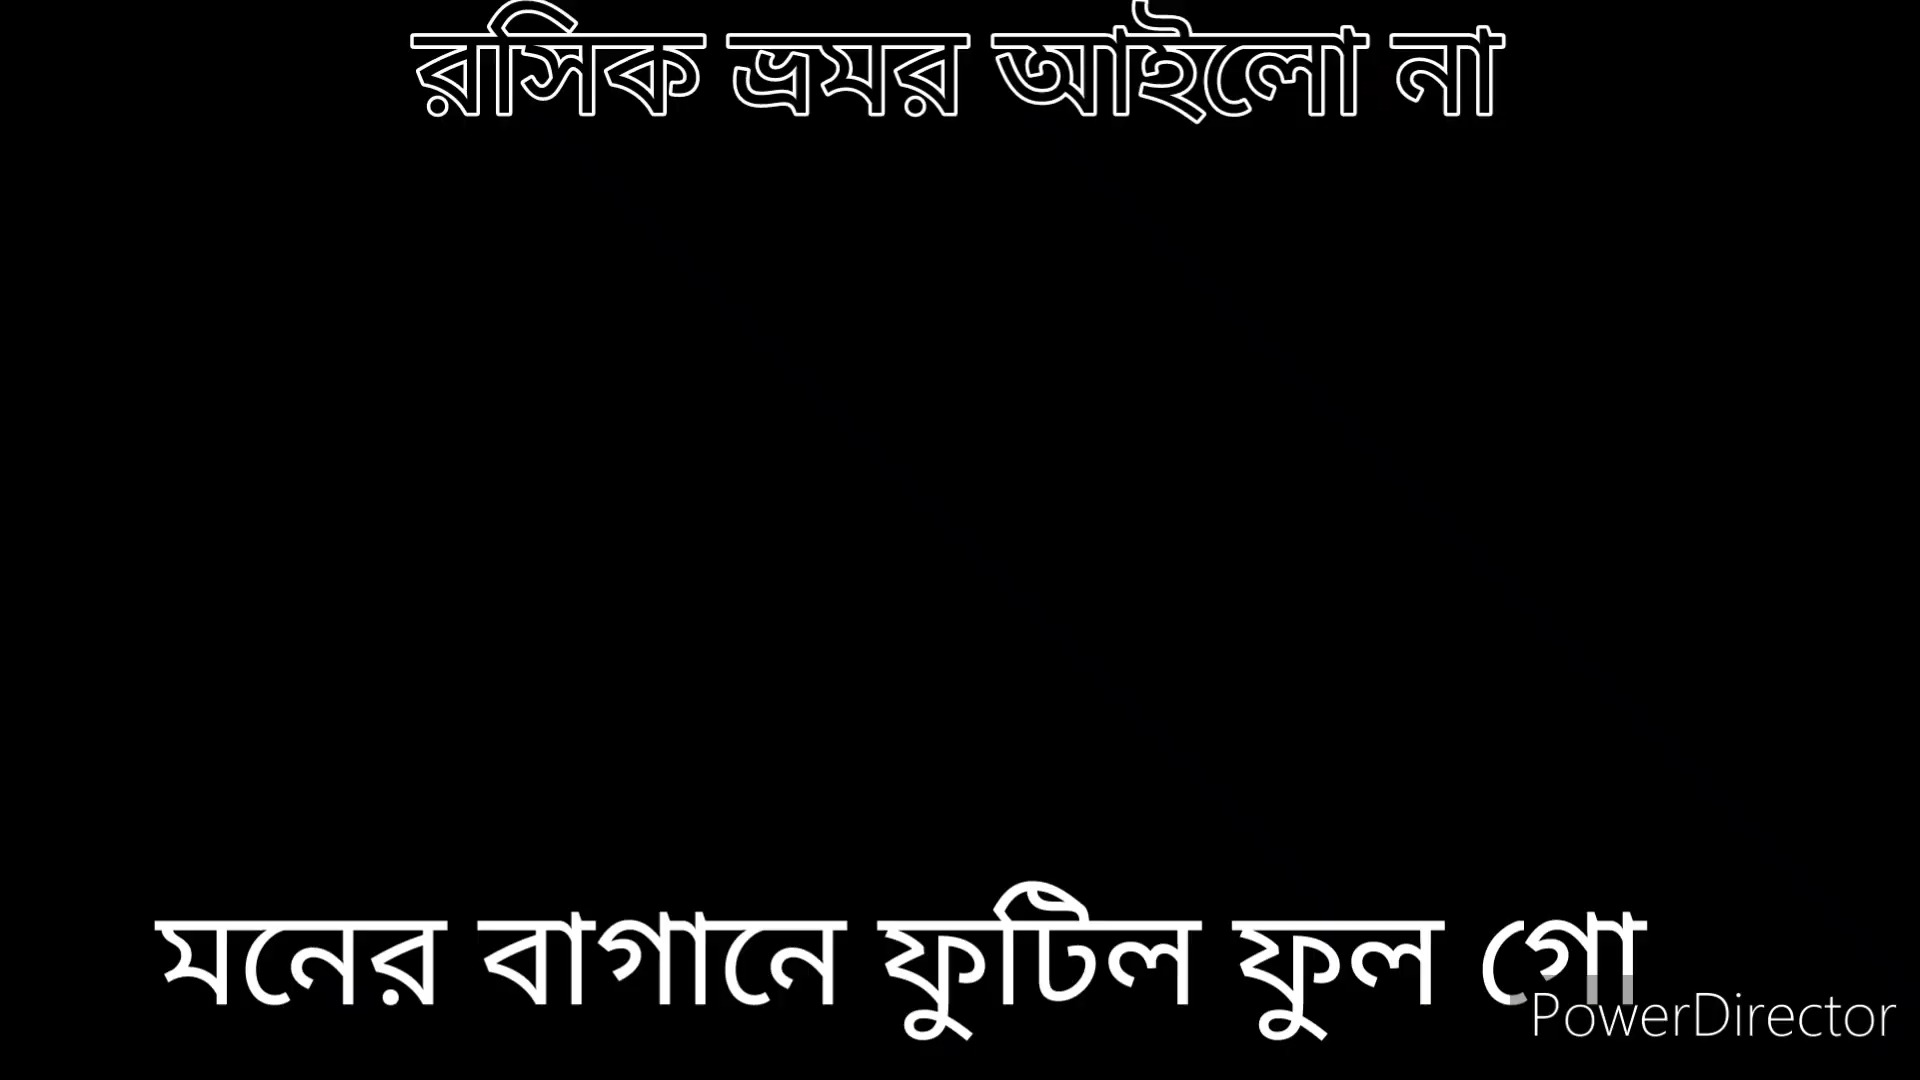 রসিক ভ্রমর আইলো না
মনের বাগানে ফুটিল ফুল গো
PowerDirector